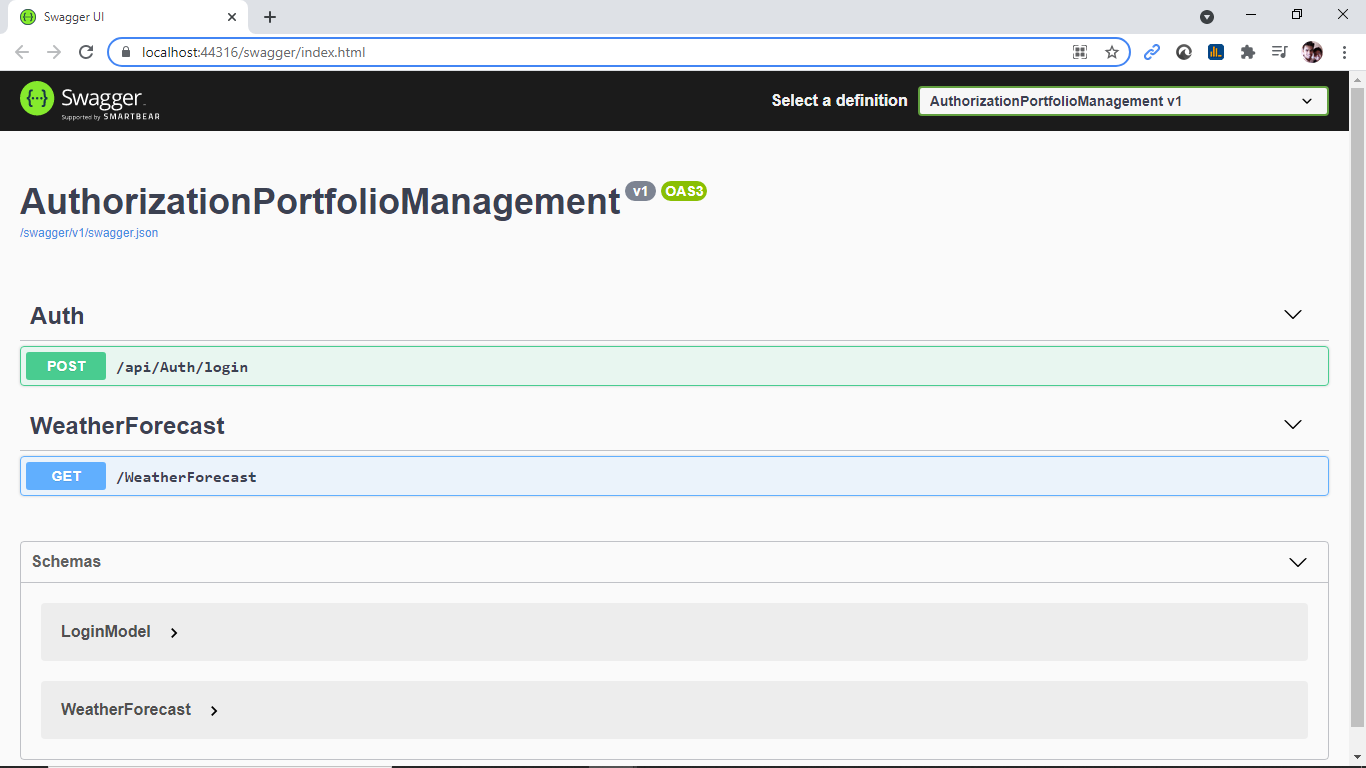 Swagger UI
localhost:44316/swagger/index.html
Swagger
Supported by SMARTBEAR
Select a definition
AuthorizationPortfolioManagement v1
AuthorizationPortfolioManagement v1 OAS3
/swagger/v1/swagger.json
Auth
POST /api/Auth/login
WeatherForecast
GET /WeatherForecast
Schemas
LoginModel
WeatherForecast